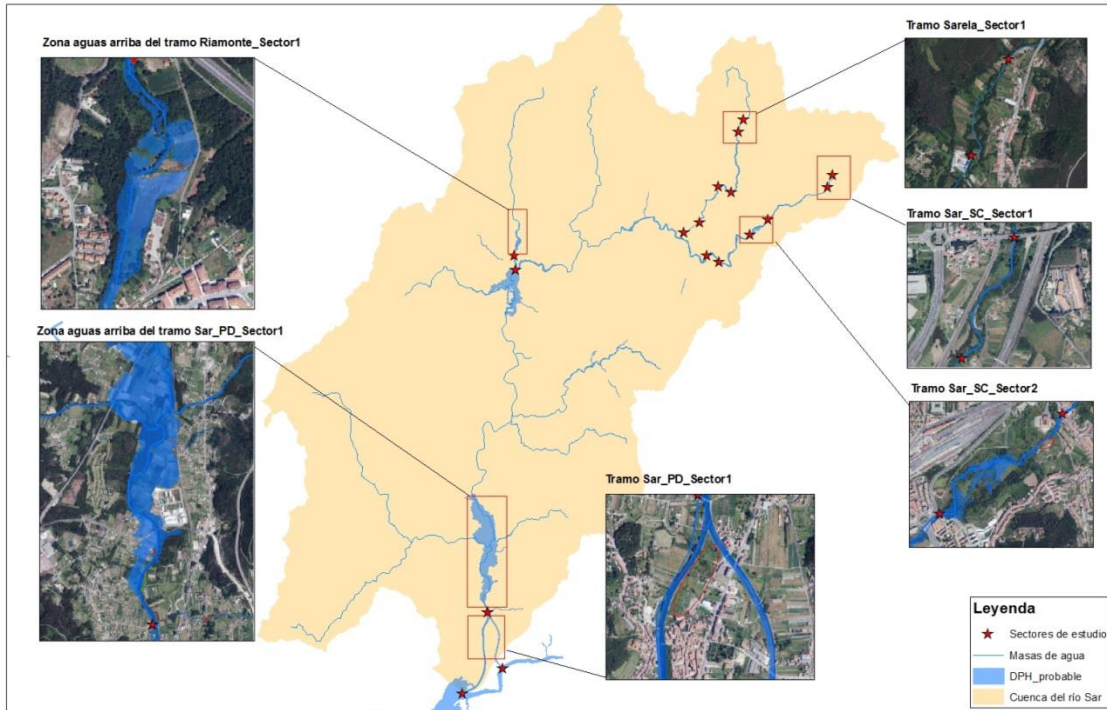 Zona aguas arriba del tramo Riamonte_Sector1
Tramo Sarela_Sector1
Tramo Sar_SC_Sector1
Zona aguas arriba del tramo Sar_PD_Sector1
Tramo Sar_SC_Sector2
Tramo Sar_PD_Sector1
Leyenda
Sectores de estudio
Masas de agua
DPH_probable
Cuenca del río Sar